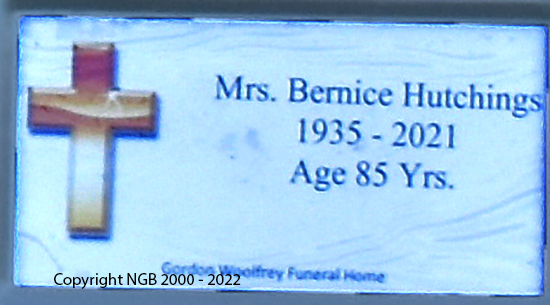 Mrs. Bernice Hutchings
1935 - 2021
Age 85 Yrs.
Gordon Woolfrey Funeral Home
Copyright NGB 2000 - 2022